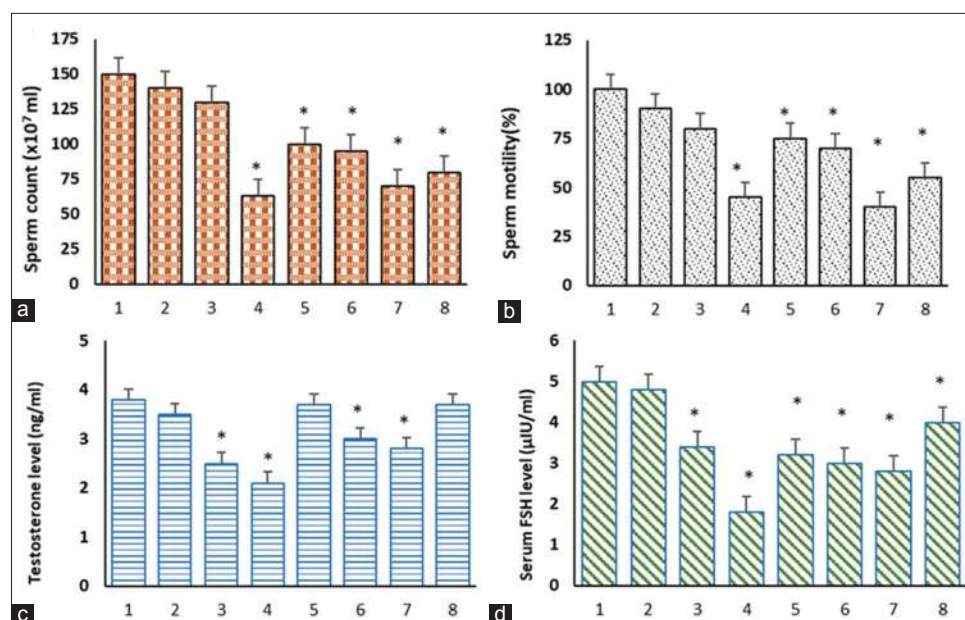 Sperm count (x10⁷ ml)
175
150
125
100
75
50
25
0
* * * * *
1 2 3 4 5 6 7 8
a
Sperm motility(%)
125
100
75
50
25
0
* * * * *
1 2 3 4 5 6 7 8
b
Testosterone level (ng/ml)
5
4
3
2
1
0
* * * *
1 2 3 4 5 6 7 8
c
Serum FSH level (µIU/ml)
6
5
4
3
2
1
0
* * * * * *
1 2 3 4 5 6 7 8
d